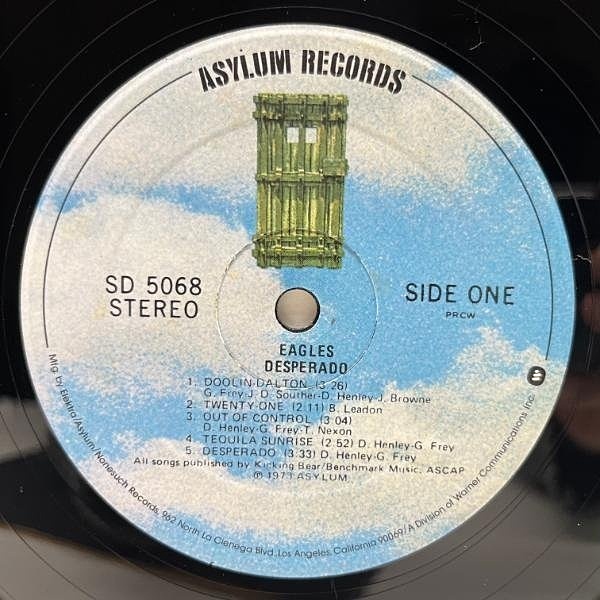 ASYLUM RECORDS
SD 5068
STEREO
SIDE ONE
PRCW
EAGLES
DESPERADO
1. DOOLIN-DALTON (3:26)
G. Frey-J. D. Souther-D. Henley-J. Browne
2. TWENTY-ONE (2:11) B. Leadon
3. OUT OF CONTROL (3:04)
D. Henley-G. Frey-T. Nexon
4. TEQUILA SUNRISE (2:52) D. Henley-G. Frey
5. DESPERADO (3:33) D. Henley-G. Frey
All songs published by Kicking Bear/Benchmark Music, ASCAP
℗ 1973 ASYLUM
Mfg. by Elektra/Asylum/Nonesuch Records, 962 North La Cienega Blvd., Los Angeles, California 90069/A Division of Warner Communications Inc.